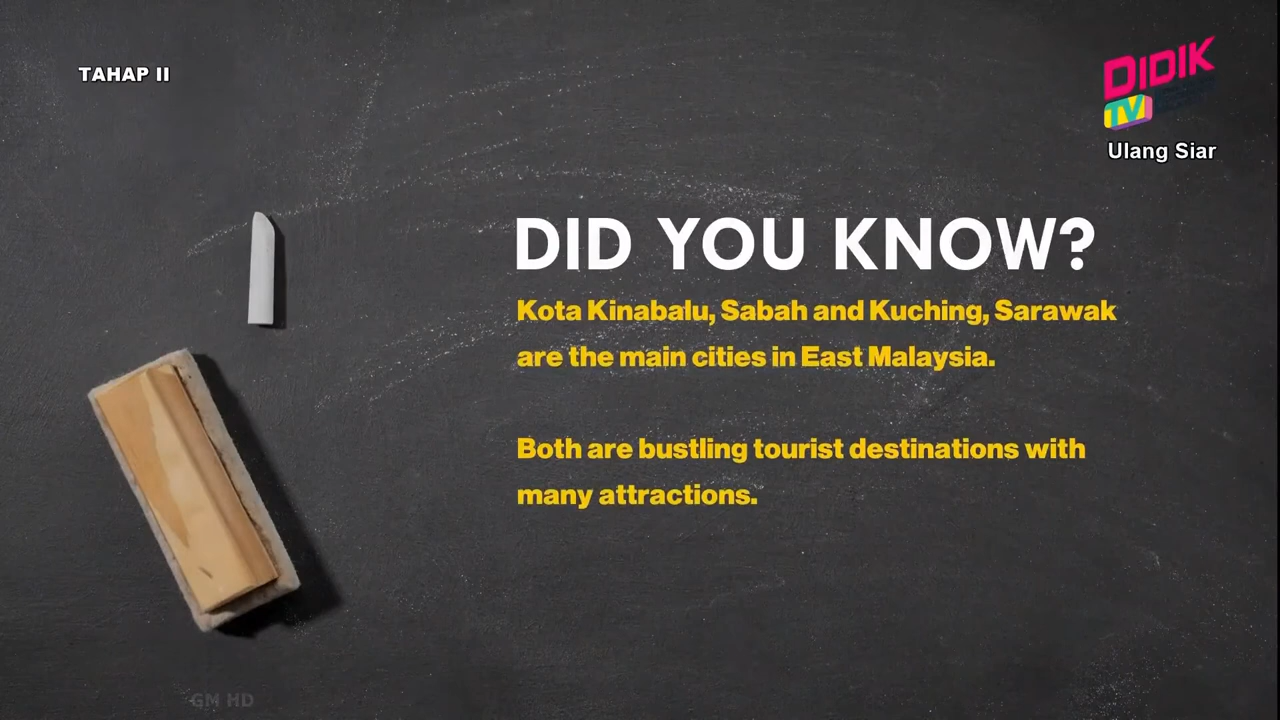 TAHAP II
DIDIK
TV
Ulang Siar
DID YOU KNOW?
Kota Kinabalu, Sabah and Kuching, Sarawak
are the main cities in East Malaysia.
Both are bustling tourist destinations with
many attractions.
GM HD